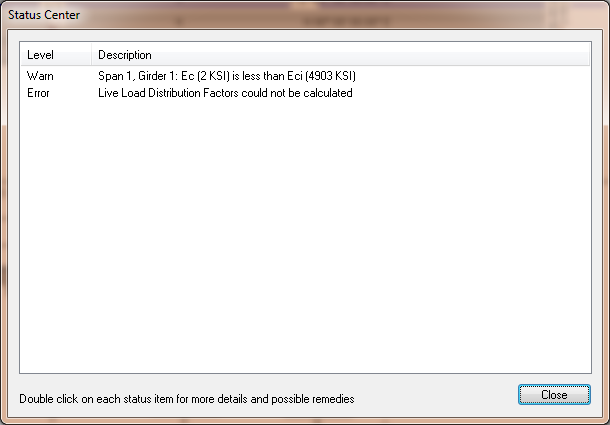 Status Center
Level Description
Warn Span 1, Girder 1: Ec (2 KSI) is less than Eci (4903 KSI)
Error Live Load Distribution Factors could not be calculated
Double click on each status item for more details and possible remedies
Close